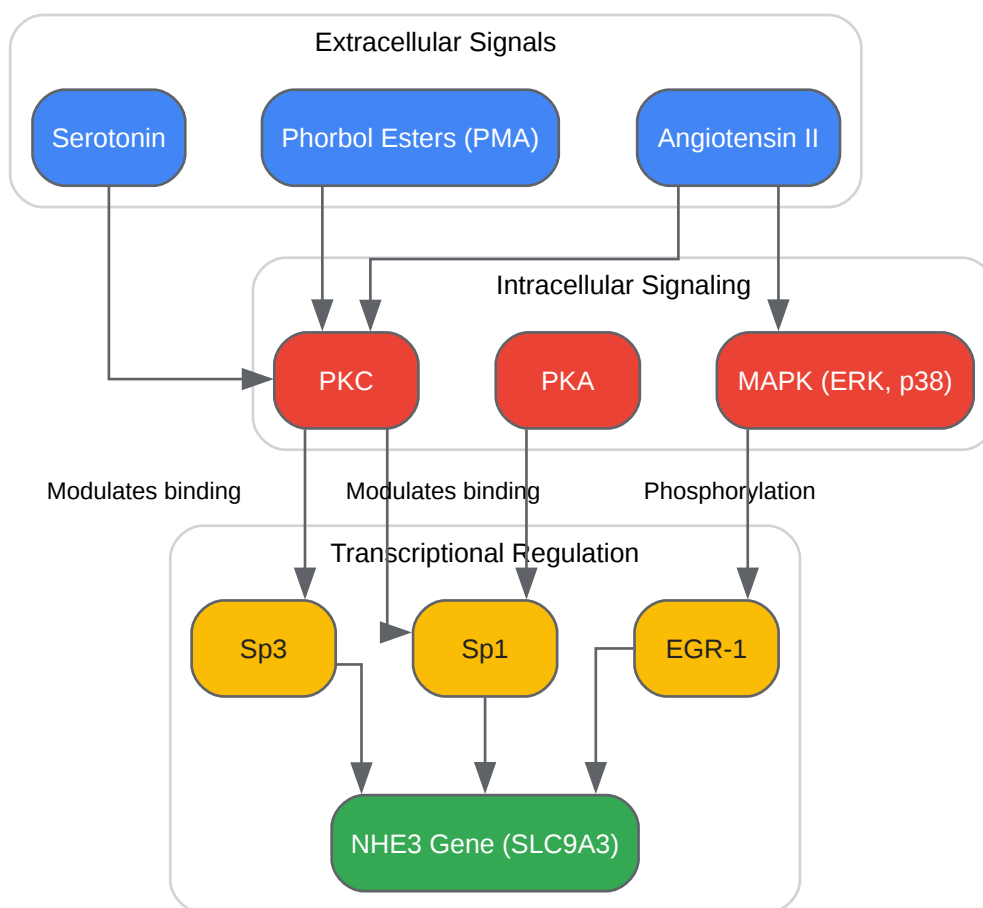 Extracellular Signals
Serotonin
Phorbol Esters (PMA)
Angiotensin II
Intracellular Signaling
PKC
PKA
MAPK (ERK, p38)
Modulates binding
Modulates binding
Phosphorylation
Transcriptional Regulation
Sp3
Sp1
EGR-1
NHE3 Gene (SLC9A3)